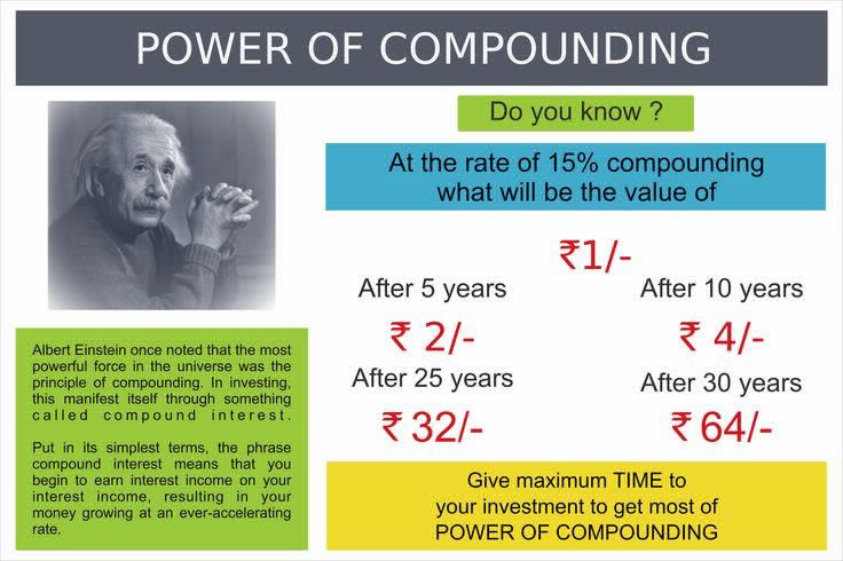 POWER OF COMPOUNDING
Do you know ?
At the rate of 15% compounding
what will be the value of
₹1/-
After 5 years
After 10 years
₹ 2/-
₹ 4/-
After 25 years
After 30 years
₹ 32/-
₹ 64/-
Albert Einstein once noted that the most
powerful force in the universe was the
principle of compounding. In investing,
this manifest itself through something
called compound interest.
Put in its simplest terms, the phrase
compound interest means that you
begin to earn interest income on your
interest income, resulting in your
money growing at an ever-accelerating
rate.
Give maximum TIME to
your investment to get most of
POWER OF COMPOUNDING